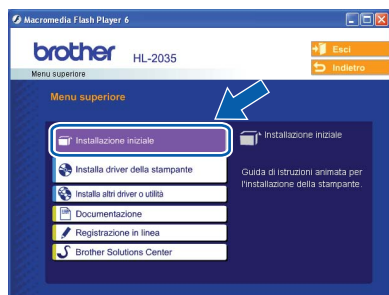 Macromedia Flash Player 6
brother HL-2035
Esci
Indietro
Menu superiore
Menu superiore
Installazione iniziale
Installa driver della stampante
Installa altri driver o utilità
Documentazione
Registrazione in linea
Brother Solutions Center
Installazione iniziale
Guida di istruzioni animata per
l'installazione della stampante.